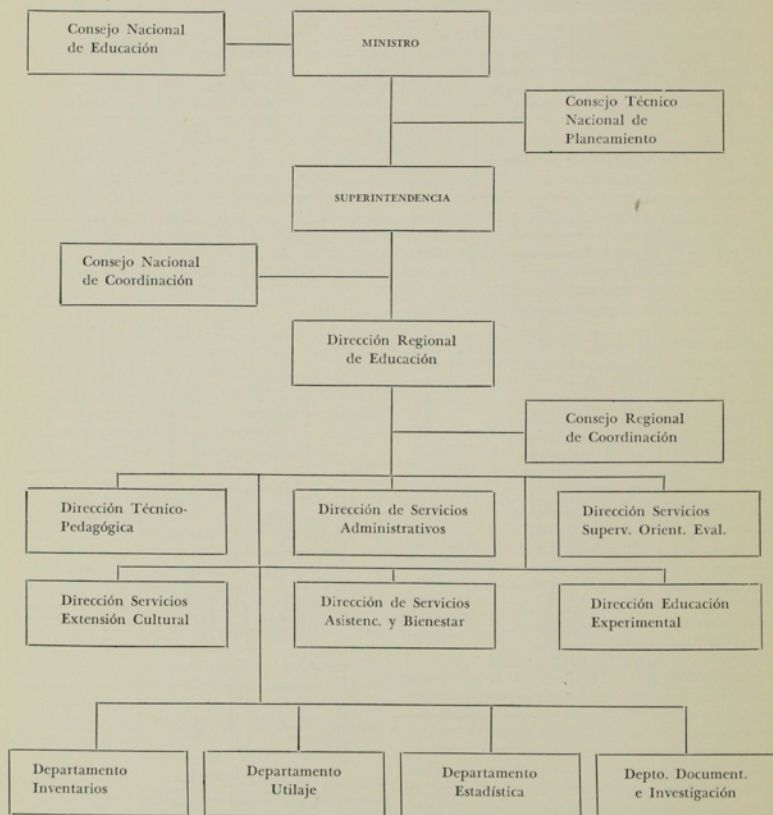 Consejo Nacional
de Educación
MINISTRO
Consejo Técnico
Nacional de
Planeamiento
SUPERINTENDENCIA
Consejo Nacional
de Coordinación
Dirección Regional
de Educación
Consejo Regional
de Coordinación
Dirección Técnico-
Pedagógica
Dirección de Servicios
Administrativos
Dirección Servicios
Superv. Orient. Eval.
Dirección Servicios
Extensión Cultural
Dirección de Servicios
Asistenc. y Bienestar
Dirección Educación
Experimental
Departamento
Inventarios
Departamento
Utilaje
Departamento
Estadística
Depto. Document.
e Investigación